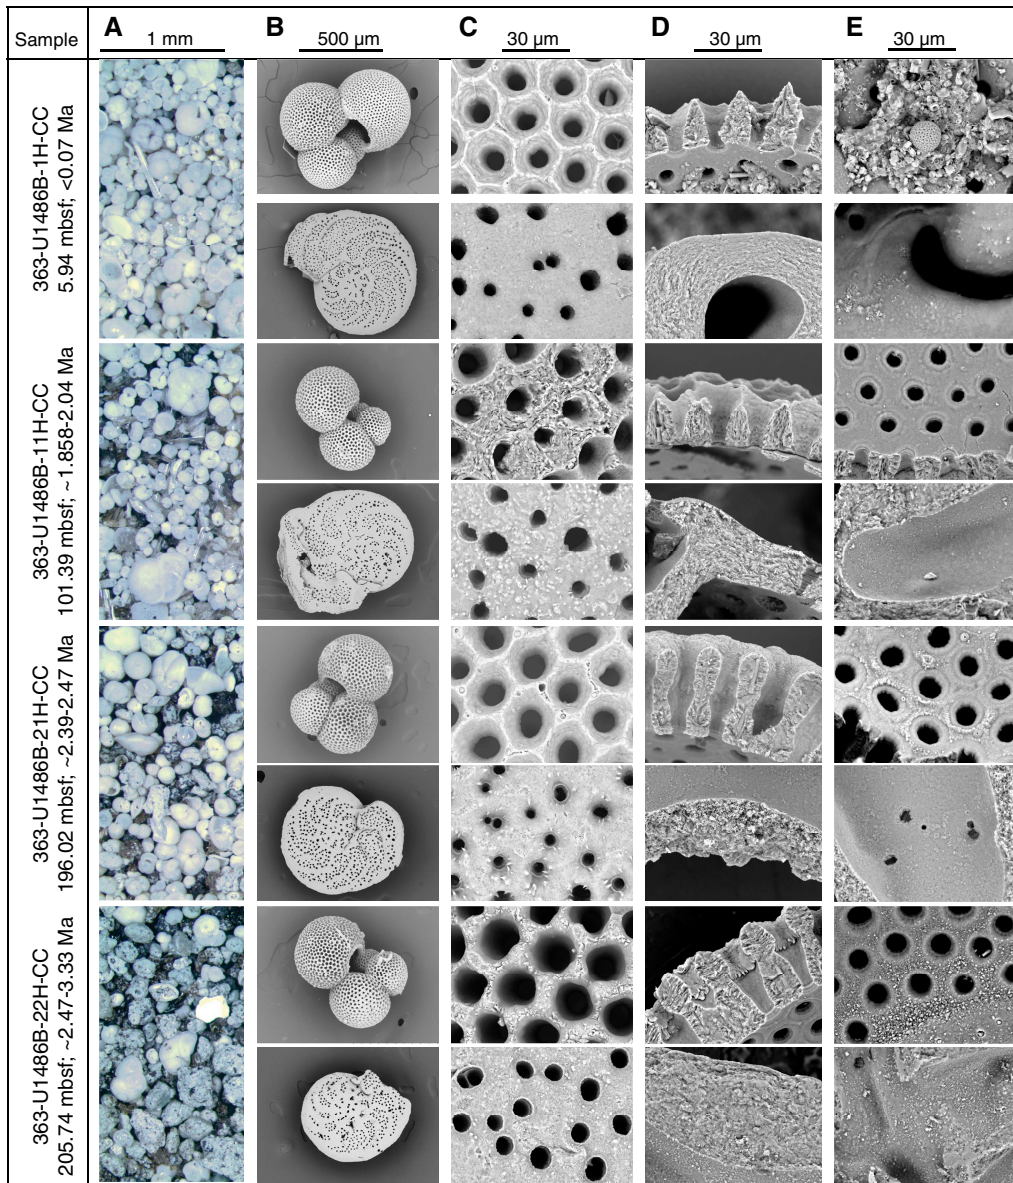 Sample
A
1 mm
B
500 µm
C
30 µm
D
30 µm
E
30 µm
363-U1486B-1H-CC
5.94 mbsf; <0.07 Ma
363-U1486B-11H-CC
101.39 mbsf; ~1.858-2.04 Ma
363-U1486B-21H-CC
196.02 mbsf; ~2.39-2.47 Ma
363-U1486B-22H-CC
205.74 mbsf; ~2.47-3.33 Ma